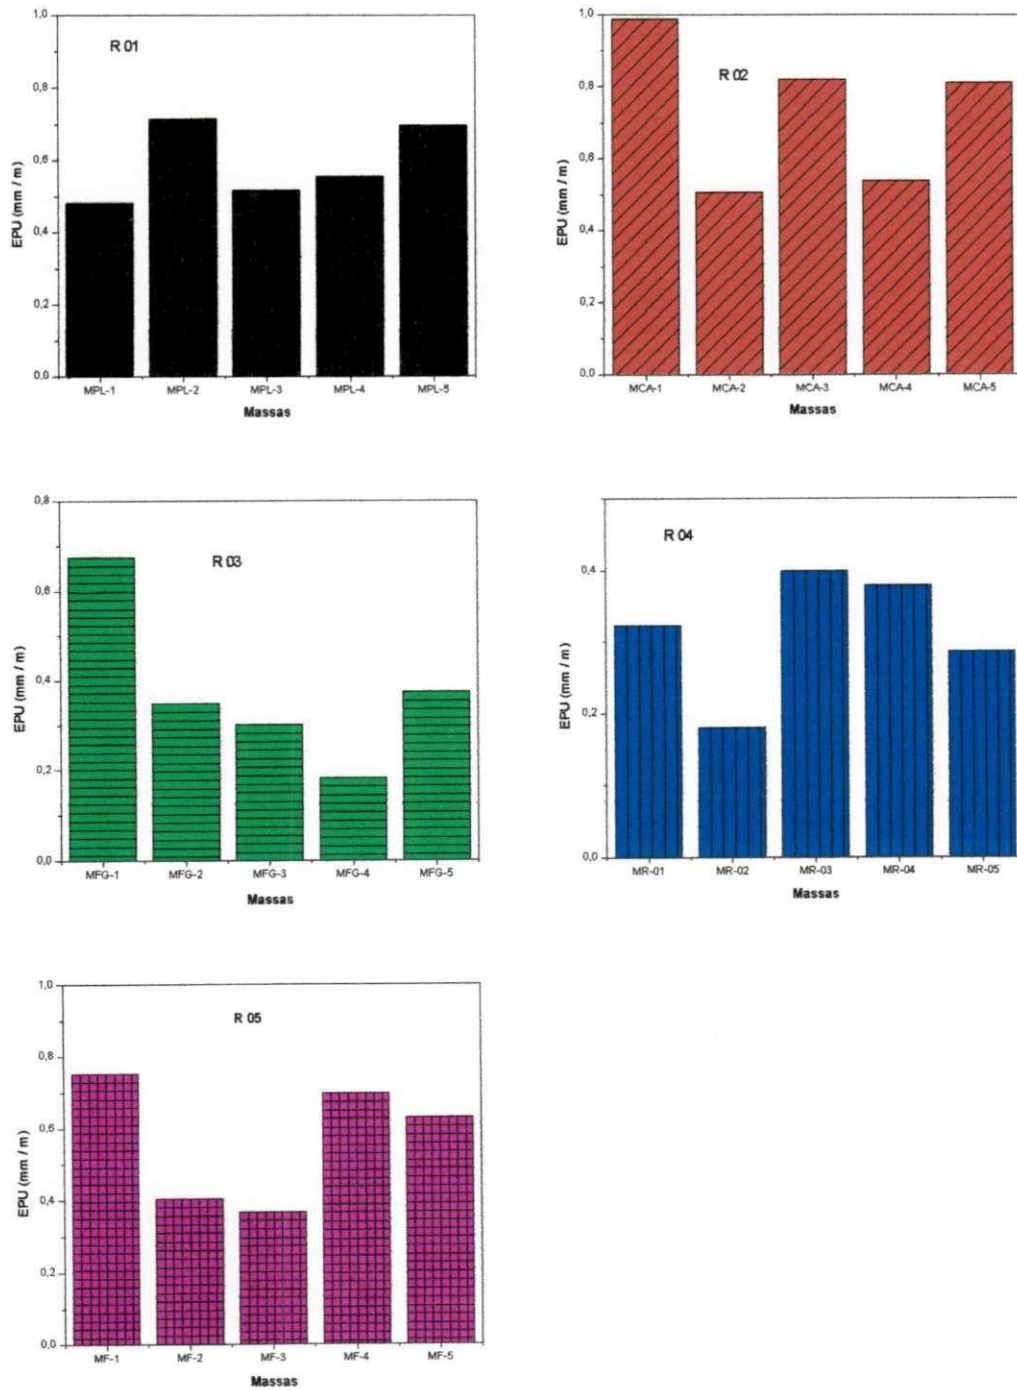 1,0
R 01
0,8
0,6
EPU (mm / m)
0,4
0,2
0,0
MPL-1 MPL-2 MPL-3 MPL-4 MPL-5
Massas
1,0
R 02
0,8
0,6
EPU (mm / m)
0,4
0,2
0,0
MCA-1 MCA-2 MCA-3 MCA-4 MCA-5
Massas
0,8
R 03
0,6
EPU (mm / m)
0,4
0,2
0,0
MFG-1 MFG-2 MFG-3 MFG-4 MFG-5
Massas
R 04
0,4
EPU (mm / m)
0,2
0,0
MR-01 MR-02 MR-03 MR-04 MR-05
Massas
1,0
R 05
0,8
0,6
EPU (mm / m)
0,4
0,2
0,0
MF-1 MF-2 MF-3 MF-4 MF-5
Massas